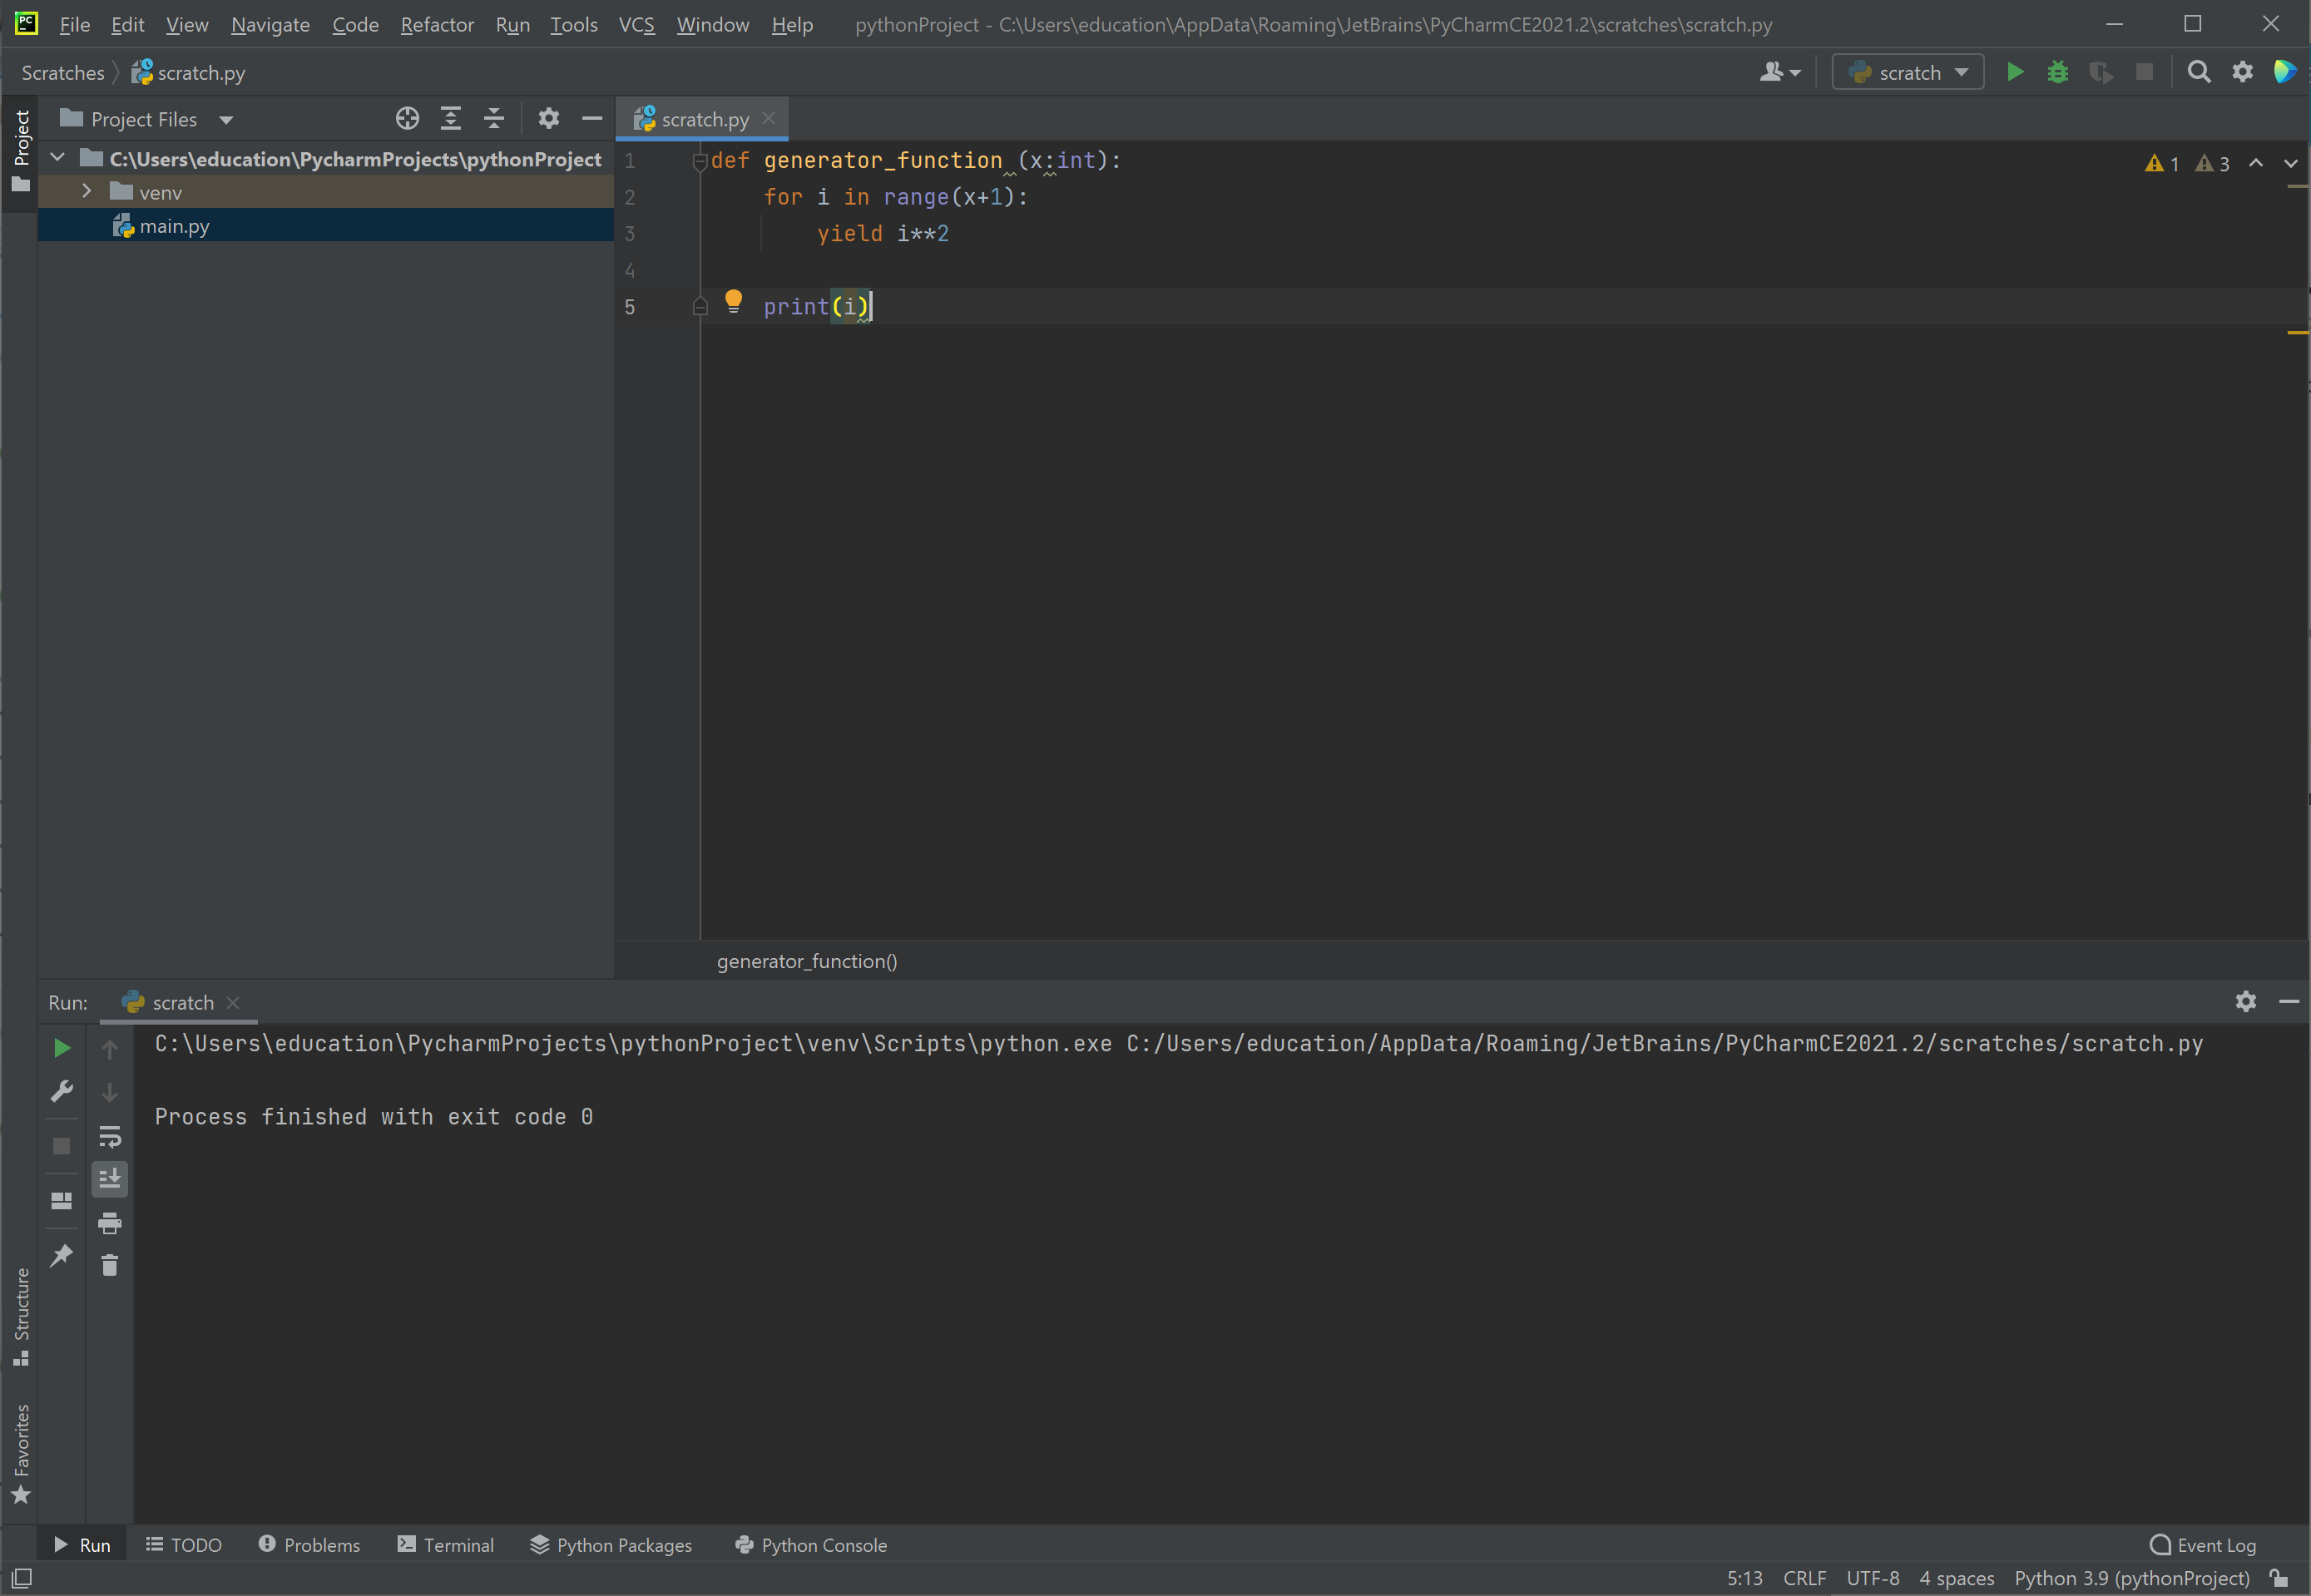 PC File Edit View Navigate Code Refactor Run Tools VCS Window Help pythonProject - C:\Users\education\AppData\Roaming\JetBrains\PyCharmCE2021.2\scratches\scratch.py
Scratches scratch.py scratch
Project
Project Files
C:\Users\education\PycharmProjects\pythonProject
venv
main.py
scratch.py
1 def generator_function (x:int):
2 for i in range(x+1):
3 yield i**2
4
5 print(i)
1 3
generator_function()
Run: scratch
C:\Users\education\PycharmProjects\pythonProject\venv\Scripts\python.exe C:/Users/education/AppData/Roaming/JetBrains/PyCharmCE2021.2/scratches/scratch.py
Process finished with exit code 0
Structure
Favorites
Run TODO Problems Terminal Python Packages Python Console Event Log
5:13 CRLF UTF-8 4 spaces Python 3.9 (pythonProject)